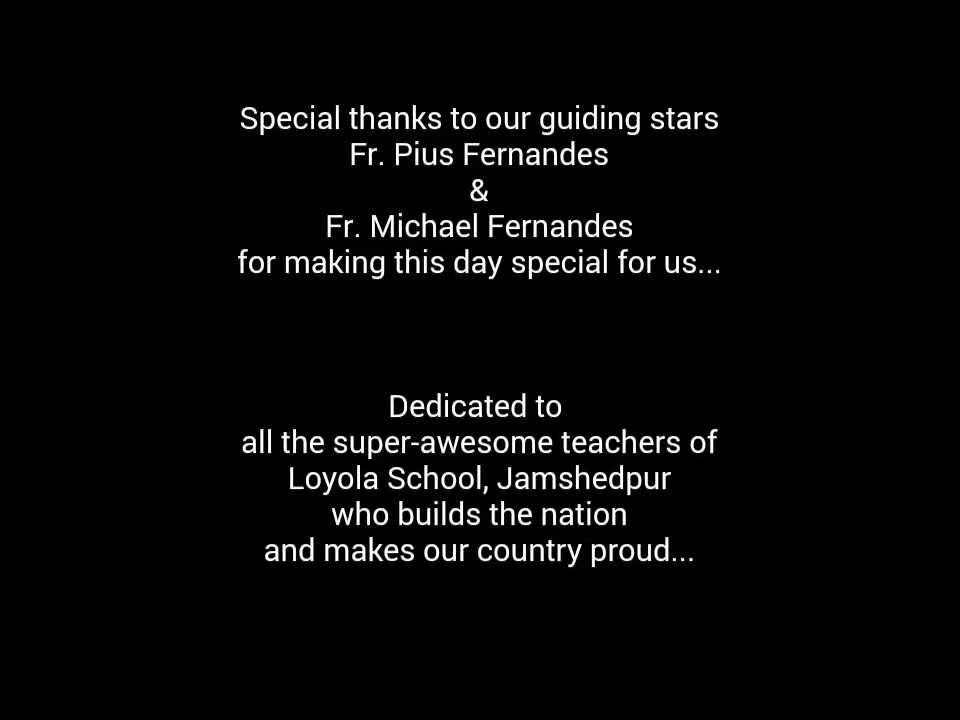 Special thanks to our guiding stars
Fr. Pius Fernandes
&
Fr. Michael Fernandes
for making this day special for us...
Dedicated to
all the super-awesome teachers of
Loyola School, Jamshedpur
who builds the nation
and makes our country proud...